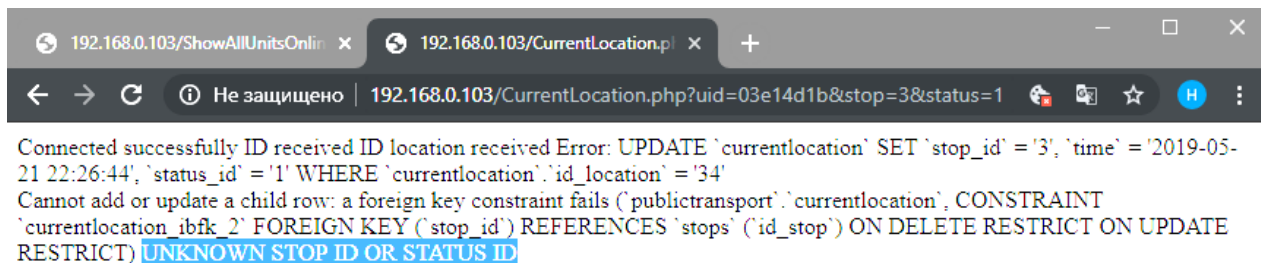 192.168.0.103/ShowAllUnitsOnlin
192.168.0.103/CurrentLocation.pl
Не защищено
192.168.0.103/CurrentLocation.php?uid=03e14d1b&stop=3&status=1
H
Connected successfully ID received ID location received Error: UPDATE `currentlocation` SET `stop_id` = '3', `time` = '2019-05-
21 22:26:44', `status_id` = '1' WHERE `currentlocation`.`id_location` = '34'
Cannot add or update a child row: a foreign key constraint fails (`publictransport`.`currentlocation`, CONSTRAINT
`currentlocation_ibfk_2` FOREIGN KEY (`stop_id`) REFERENCES `stops` (`id_stop`) ON DELETE RESTRICT ON UPDATE
RESTRICT) UNKNOWN STOP ID OR STATUS ID